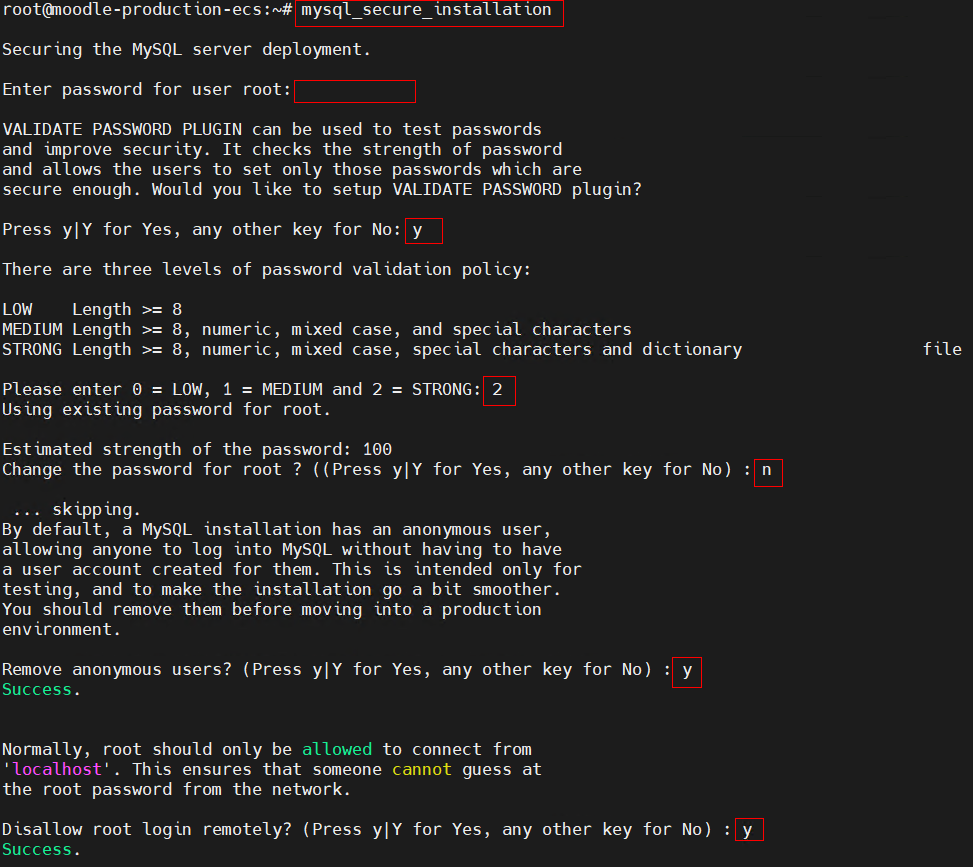 root@moodle-production-ecs:~# mysql_secure_installation
Securing the MySQL server deployment.
Enter password for user root:
VALIDATE PASSWORD PLUGIN can be used to test passwords
and improve security. It checks the strength of password
and allows the users to set only those passwords which are
secure enough. Would you like to setup VALIDATE PASSWORD plugin?
Press y|Y for Yes, any other key for No: y
There are three levels of password validation policy:
LOW    Length >= 8
MEDIUM Length >= 8, numeric, mixed case, and special characters
STRONG Length >= 8, numeric, mixed case, special characters and dictionary                  file
Please enter 0 = LOW, 1 = MEDIUM and 2 = STRONG: 2
Using existing password for root.
Estimated strength of the password: 100
Change the password for root ? ((Press y|Y for Yes, any other key for No) : n
 ... skipping.
By default, a MySQL installation has an anonymous user,
allowing anyone to log into MySQL without having to have
a user account created for them. This is intended only for
testing, and to make the installation go a bit smoother.
You should remove them before moving into a production
environment.
Remove anonymous users? (Press y|Y for Yes, any other key for No) : y
Success.
Normally, root should only be allowed to connect from
'localhost'. This ensures that someone cannot guess at
the root password from the network.
Disallow root login remotely? (Press y|Y for Yes, any other key for No) : y
Success.